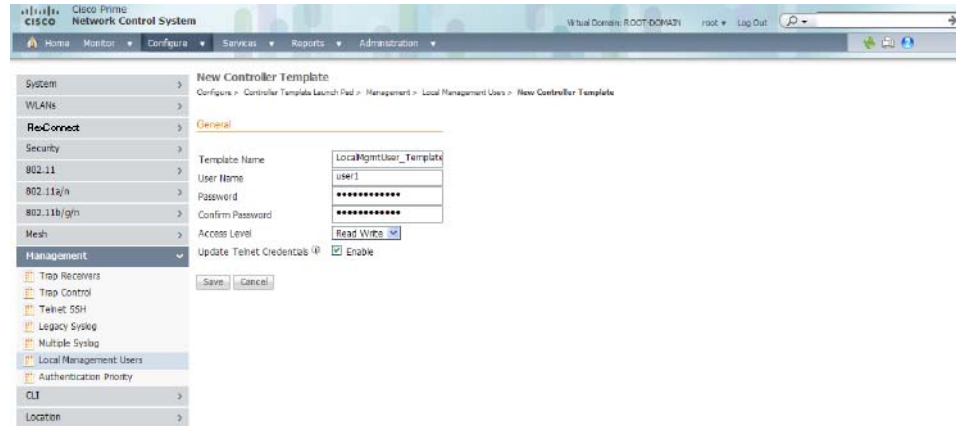 Cisco Prime
CISCO Network Control System
Virtual Domain: ROOT-DOMAIN root Log Out
Home Monitor Configure Services Reports Administration
System
WLANs
FlexConnect
Security
802.11
802.11a/n
802.11b/g/n
Mesh
Management
Trap Receivers
Trap Control
Telnet SSH
Legacy Syslog
Multiple Syslog
Local Management Users
Authentication Priority
CLI
Location
New Controller Template
Configure > Controller Template Launch Pad > Management > Local Management Users > New Controller Template
General
Template Name LocalMgmtUser_Template
User Name user1
Password ••••••••••••
Confirm Password ••••••••••••
Access Level Read Write
Update Telnet Credentials Enable
Save Cancel